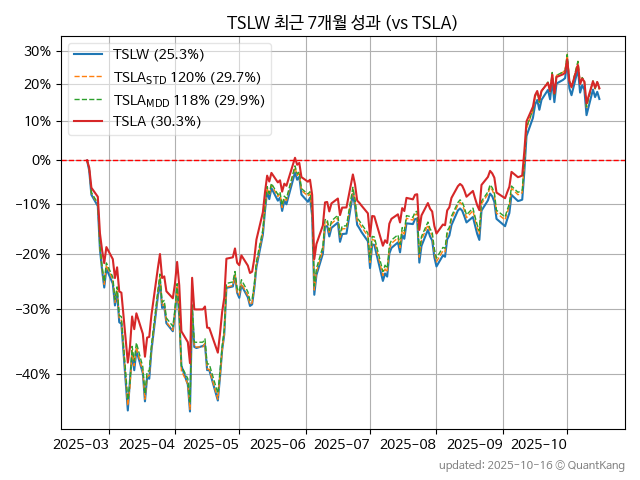 TSLW 최근 7개월 성과 (vs TSLA)
30%
20%
10%
0%
−10%
−20%
−30%
−40%
TSLW (25.3%)
TSLA_STD 120% (29.7%)
TSLA_MDD 118% (29.9%)
TSLA (30.3%)
2025-03 2025-04 2025-05 2025-06 2025-07 2025-08 2025-09 2025-10
updated: 2025-10-16 © QuantKang